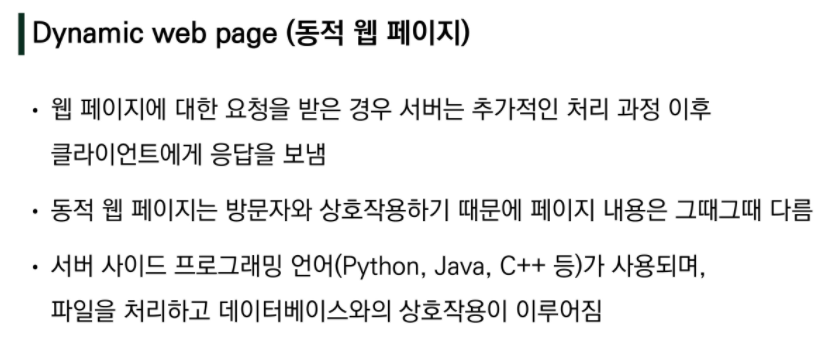 Dynamic web page (동적 웹 페이지)
• 웹 페이지에 대한 요청을 받은 경우 서버는 추가적인 처리 과정 이후
클라이언트에게 응답을 보냄
• 동적 웹 페이지는 방문자와 상호작용하기 때문에 페이지 내용은 그때그때 다름
• 서버 사이드 프로그래밍 언어(Python, Java, C++ 등)가 사용되며,
파일을 처리하고 데이터베이스와의 상호작용이 이루어짐